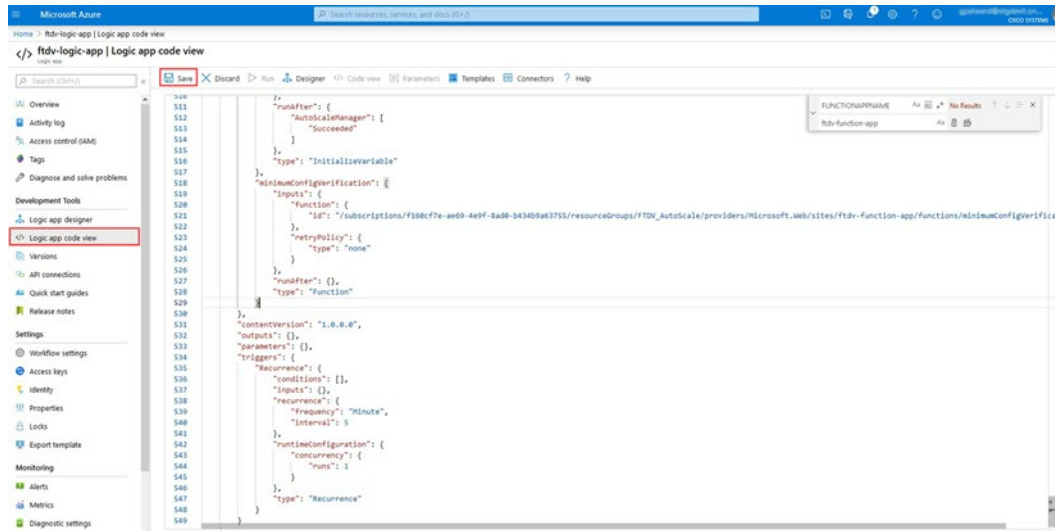 Microsoft Azure
Search resources, services, and docs (G+/)
CISCO SYSTEMS
Home > ftdv-logic-app | Logic app code view
</> ftdv-logic-app | Logic app code view
Logic app
Search (Ctrl+/)
Save Discard Run Designer </> Code view [@] Parameters Templates Connectors ? Help
Overview
Activity log
Access control (IAM)
Tags
Diagnose and solve problems
Development Tools
Logic app designer
</> Logic app code view
Versions
API connections
Quick start guides
Release notes
Settings
Workflow settings
Access keys
Identity
Properties
Locks
Export template
Monitoring
Alerts
Metrics
Diagnostic settings
510 },
511 "runAfter": {
512 "AutoScaleManager": [
513 "Succeeded"
514 ]
515 },
516 "type": "InitializeVariable"
517 },
518 "minimumConfigVerification": {
519 "inputs": {
520 "function": {
521 "id": "/subscriptions/f160cf7e-ae69-4e9f-8ad0-b434b9a63755/resourceGroups/FTDV_AutoScale/providers/Microsoft.Web/sites/ftdv-function-app/functions/minimumConfigVerifica
522 },
523 "retryPolicy": {
524 "type": "none"
525 }
526 },
527 "runAfter": {},
528 "type": "Function"
529 }
530 },
531 "contentVersion": "1.0.0.0",
532 "outputs": {},
533 "parameters": {},
534 "triggers": {
535 "Recurrence": {
536 "conditions": [],
537 "inputs": {},
538 "recurrence": {
539 "frequency": "Minute",
540 "interval": 5
541 },
542 "runtimeConfiguration": {
543 "concurrency": {
544 "runs": 1
545 }
546 },
547 "type": "Recurrence"
548 }
549 }
FUNCTIONAPPNAME Aa No Results
ftdv-function-app